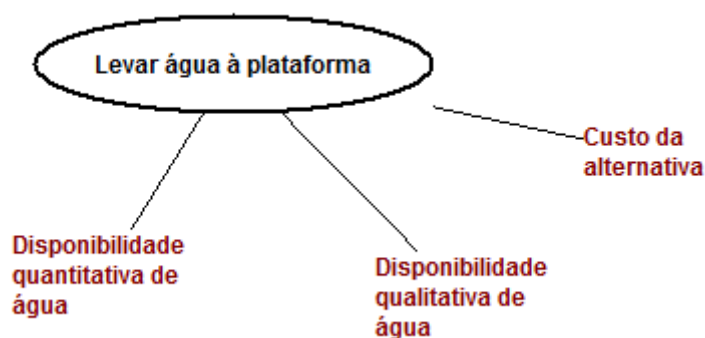 Levar água à plataforma
Custo da
alternativa
Disponibilidade
quantitativa de
água
Disponibilidade
qualitativa de
água